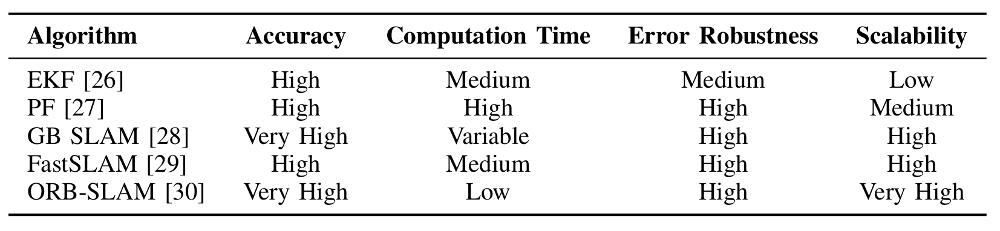 Algorithm Accuracy Computation Time Error Robustness Scalability
EKF [26] High Medium Medium Low
PF [27] High High High Medium
GB SLAM [28] Very High Variable High High
FastSLAM [29] High Medium High High
ORB-SLAM [30] Very High Low High Very High